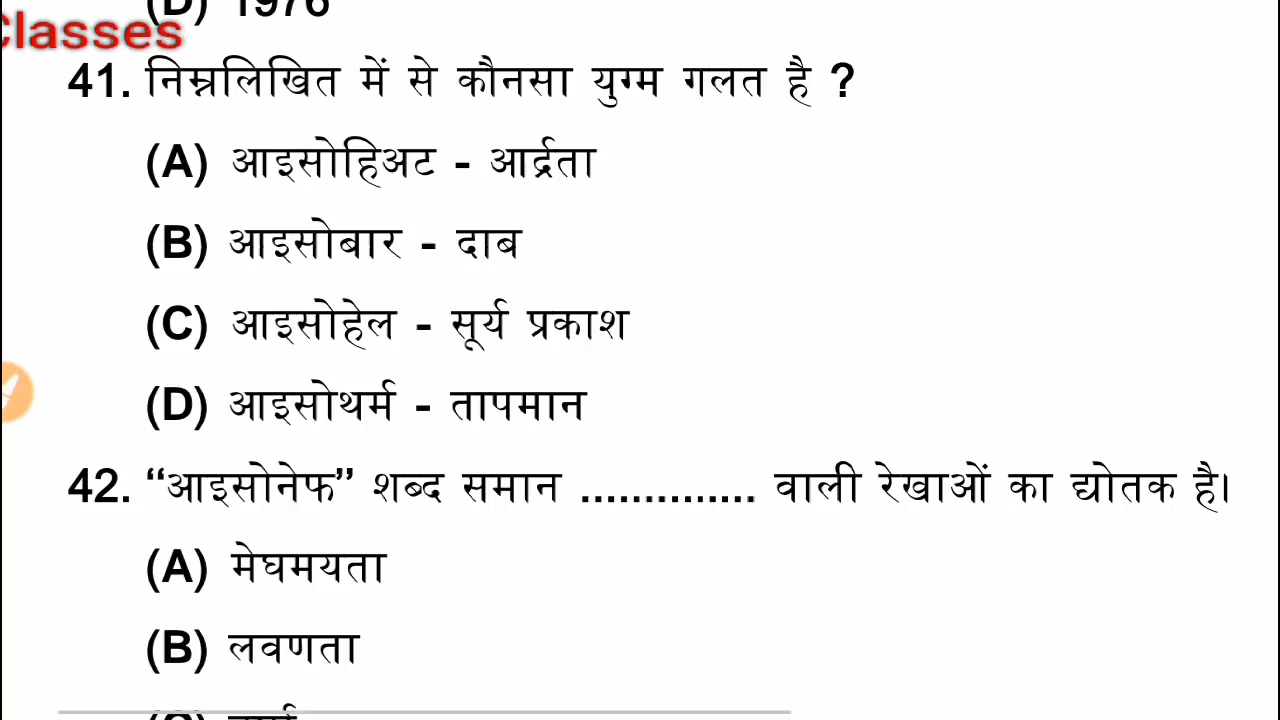 (D) 1976
Classes
41. निम्नलिखित में से कौनसा युग्म गलत है ?
(A) आइसोहिअट - आर्द्रता
(B) आइसोबार - दाब
(C) आइसोहेल - सूर्य प्रकाश
(D) आइसोथर्म - तापमान
42. “आइसोनेफ” शब्द समान .............. वाली रेखाओं का द्योतक है।
(A) मेघमयता
(B) लवणता